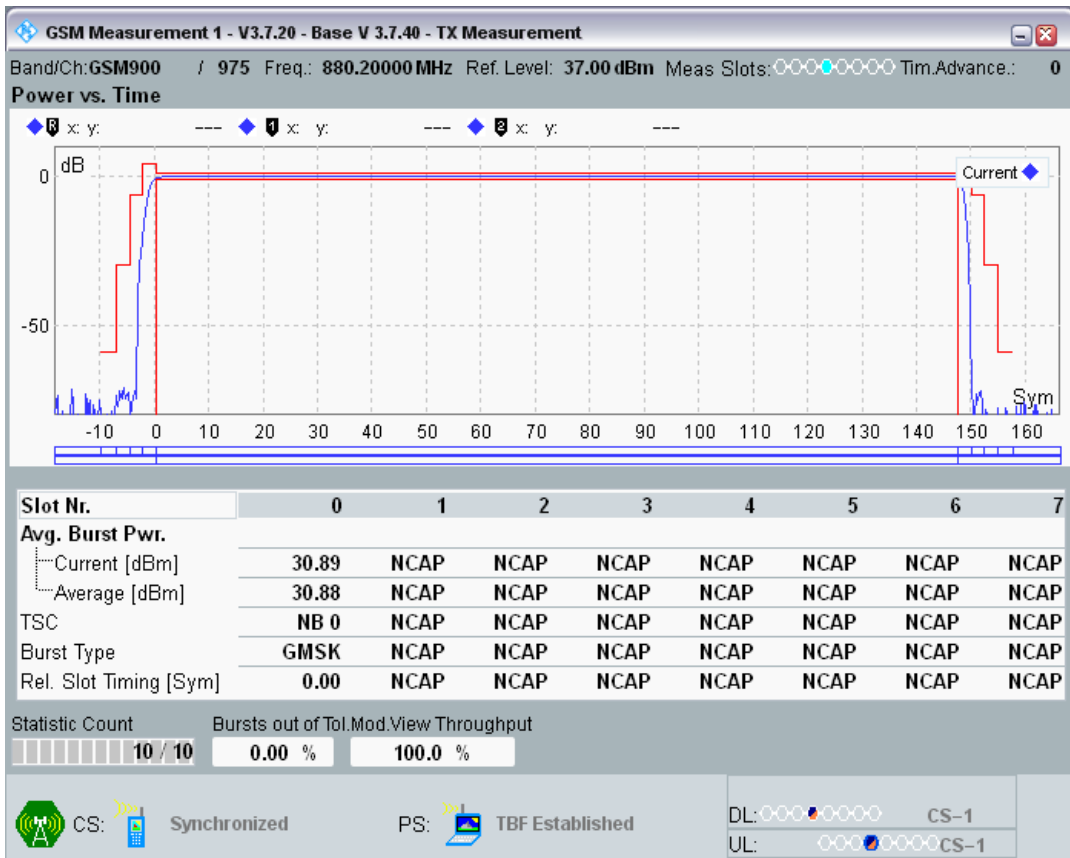 GSM Measurement 1 - V3.7.20 - Base V 3.7.40 - TX Measurement
Band/Ch:GSM900 / 975 Freq.: 880.20000 MHz Ref. Level: 37.00 dBm Meas Slots: Tim.Advance.: 0
Power vs. Time
R x: y: --- 1 x: y: --- 2 x: y: ---
dB
Current
0
-50
Sym
-10 0 10 20 30 40 50 60 70 80 90 100 110 120 130 140 150 160
Slot Nr. 0 1 2 3 4 5 6 7
Avg. Burst Pwr.
Current [dBm] 30.89 NCAP NCAP NCAP NCAP NCAP NCAP NCAP
Average [dBm] 30.88 NCAP NCAP NCAP NCAP NCAP NCAP NCAP
TSC NB 0 NCAP NCAP NCAP NCAP NCAP NCAP NCAP
Burst Type GMSK NCAP NCAP NCAP NCAP NCAP NCAP NCAP
Rel. Slot Timing [Sym] 0.00 NCAP NCAP NCAP NCAP NCAP NCAP NCAP
Statistic Count Bursts out of Tol.Mod.View Throughput
10 / 10 0.00 % 100.0 %
CS: Synchronized PS: TBF Established
DL: CS-1
UL: CS-1